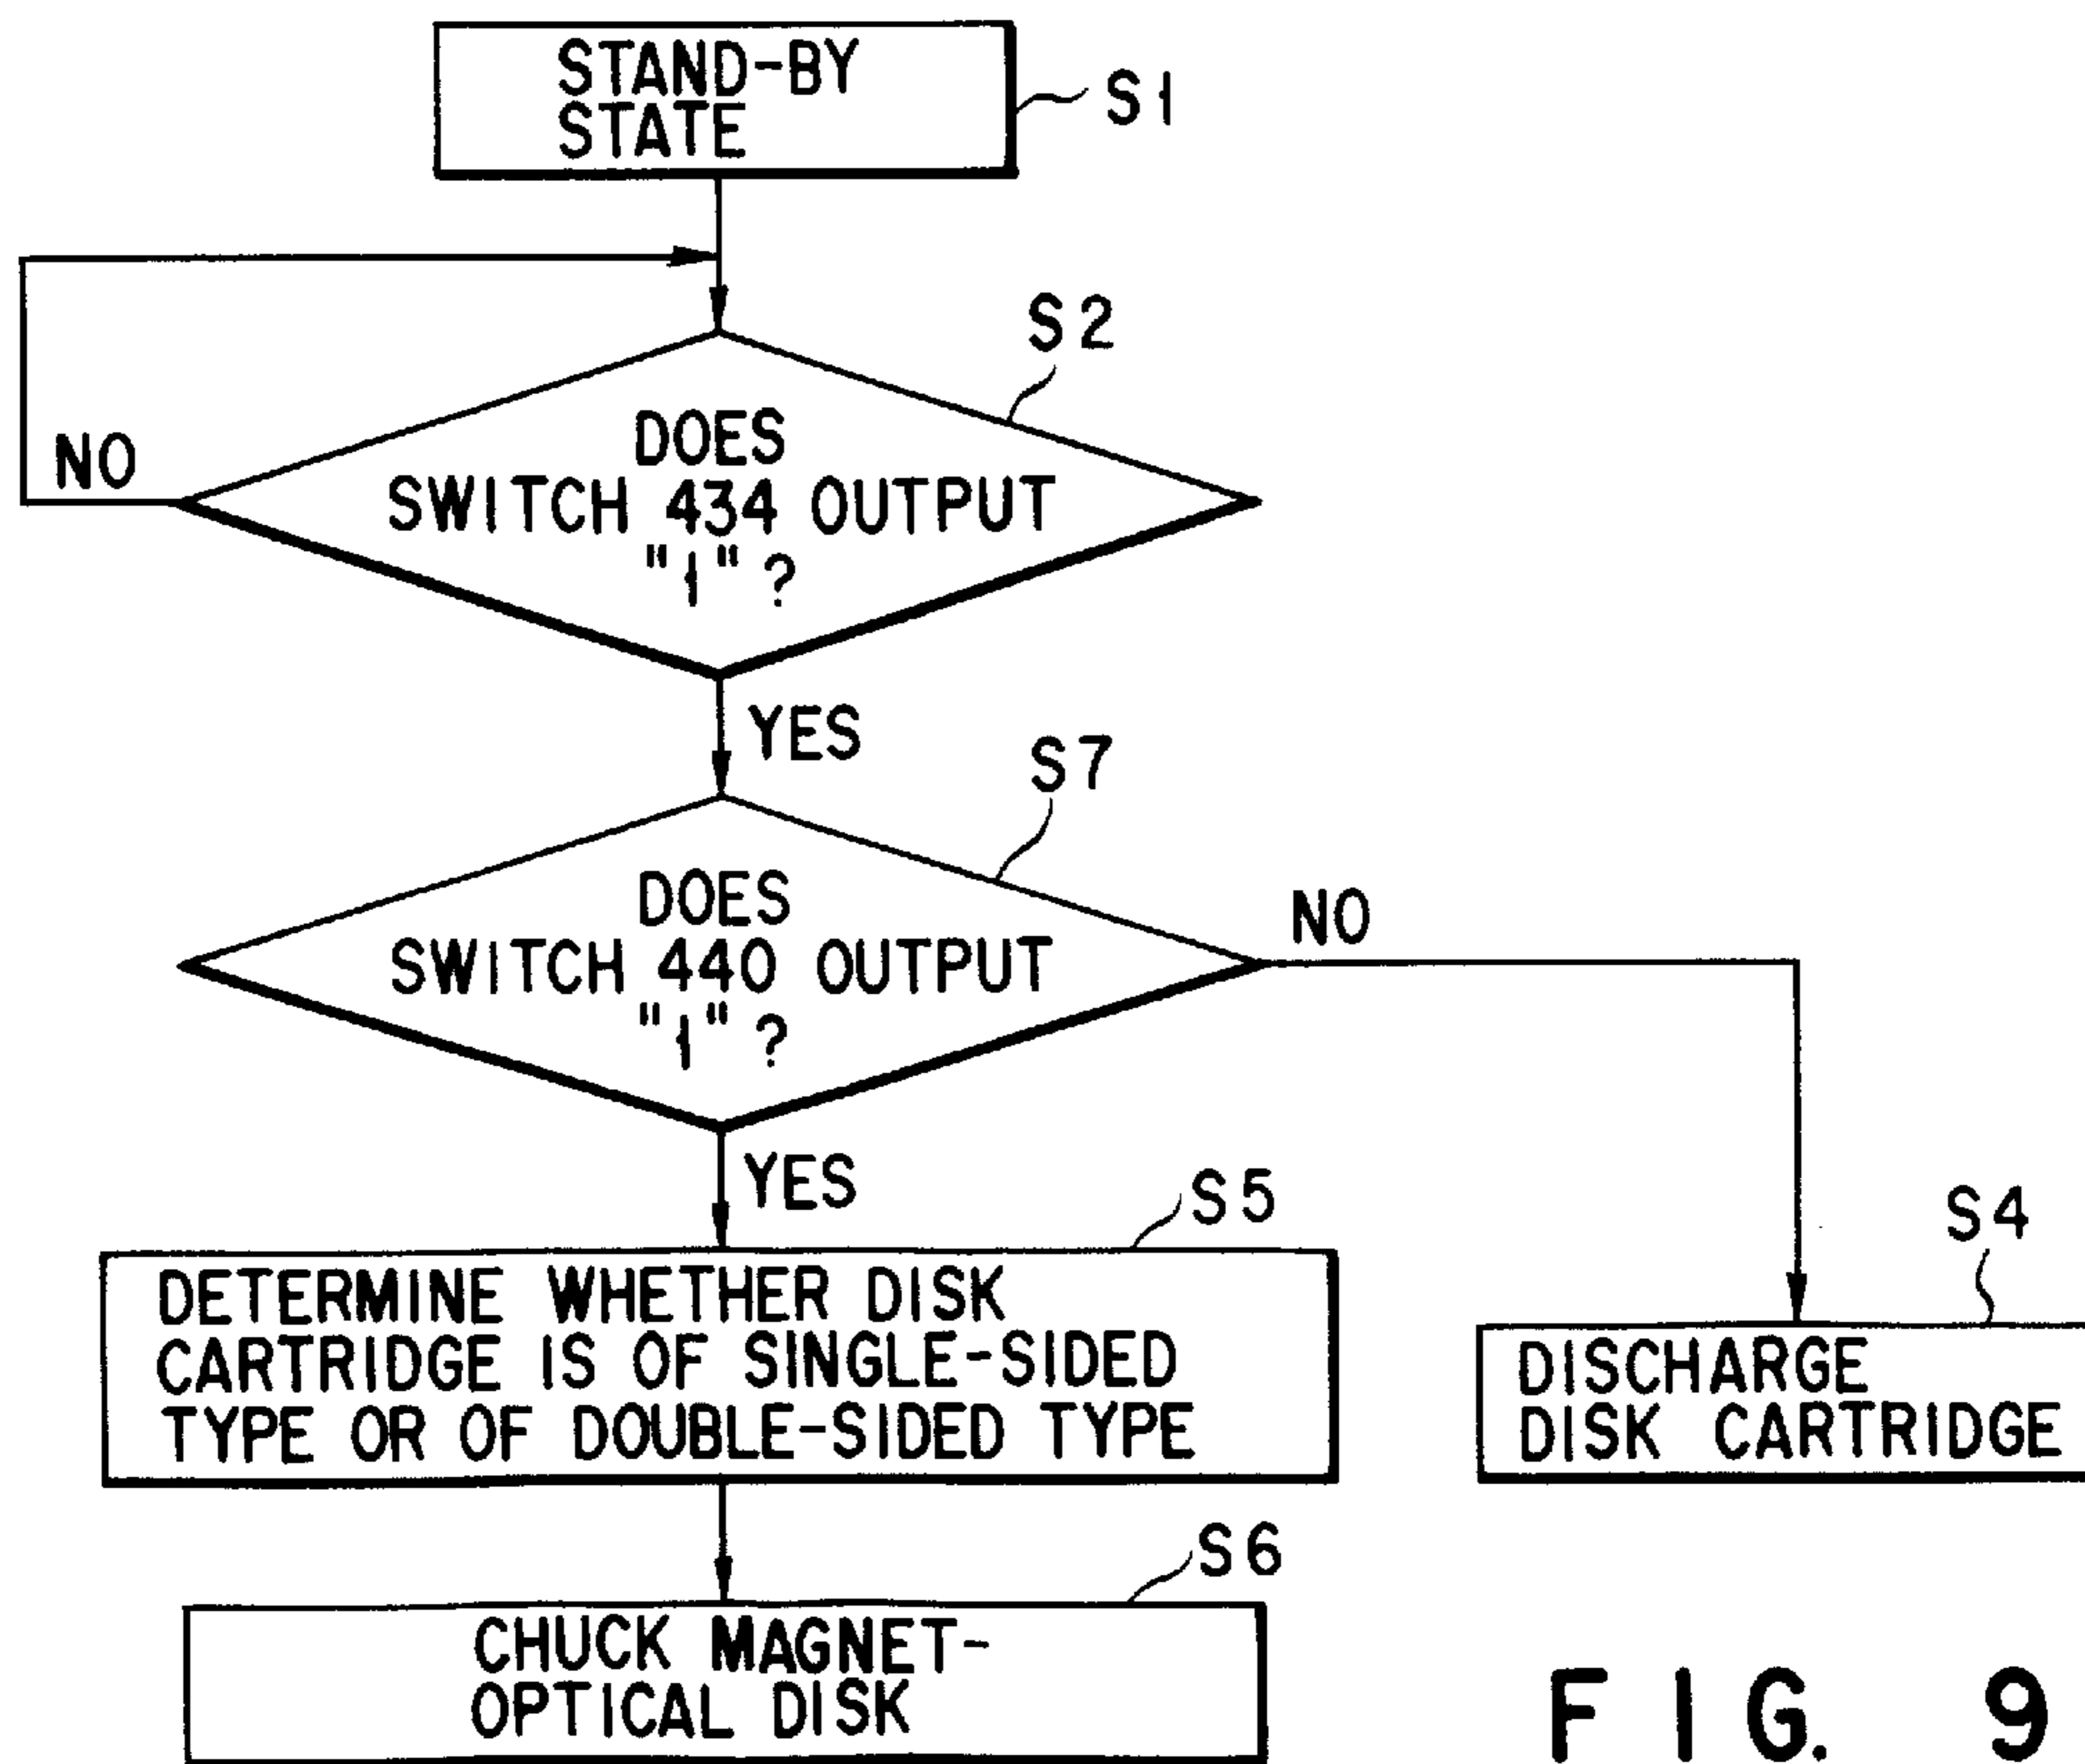 STAND-BY
STATE
S1
S2
DOES
SWITCH 434 OUTPUT
"1"?
NO
YES
S7
DOES
SWITCH 440 OUTPUT
"1"?
NO
YES
S5
DETERMINE WHETHER DISK
CARTRIDGE IS OF SINGLE-SIDED
TYPE OR OF DOUBLE-SIDED TYPE
S4
DISCHARGE
DISK CARTRIDGE
S6
CHUCK MAGNET-
OPTICAL DISK
FIG. 9